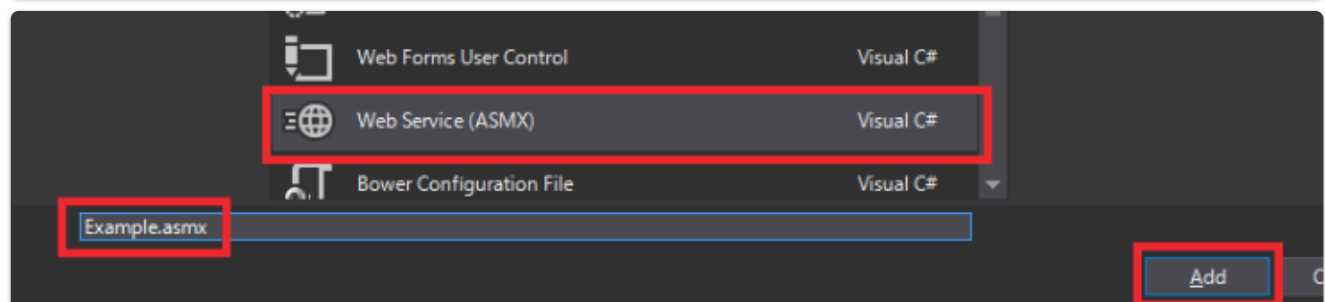 Web Forms User Control Visual C#
Web Service (ASMX) Visual C#
Bower Configuration File Visual C#
Example.asmx
Add